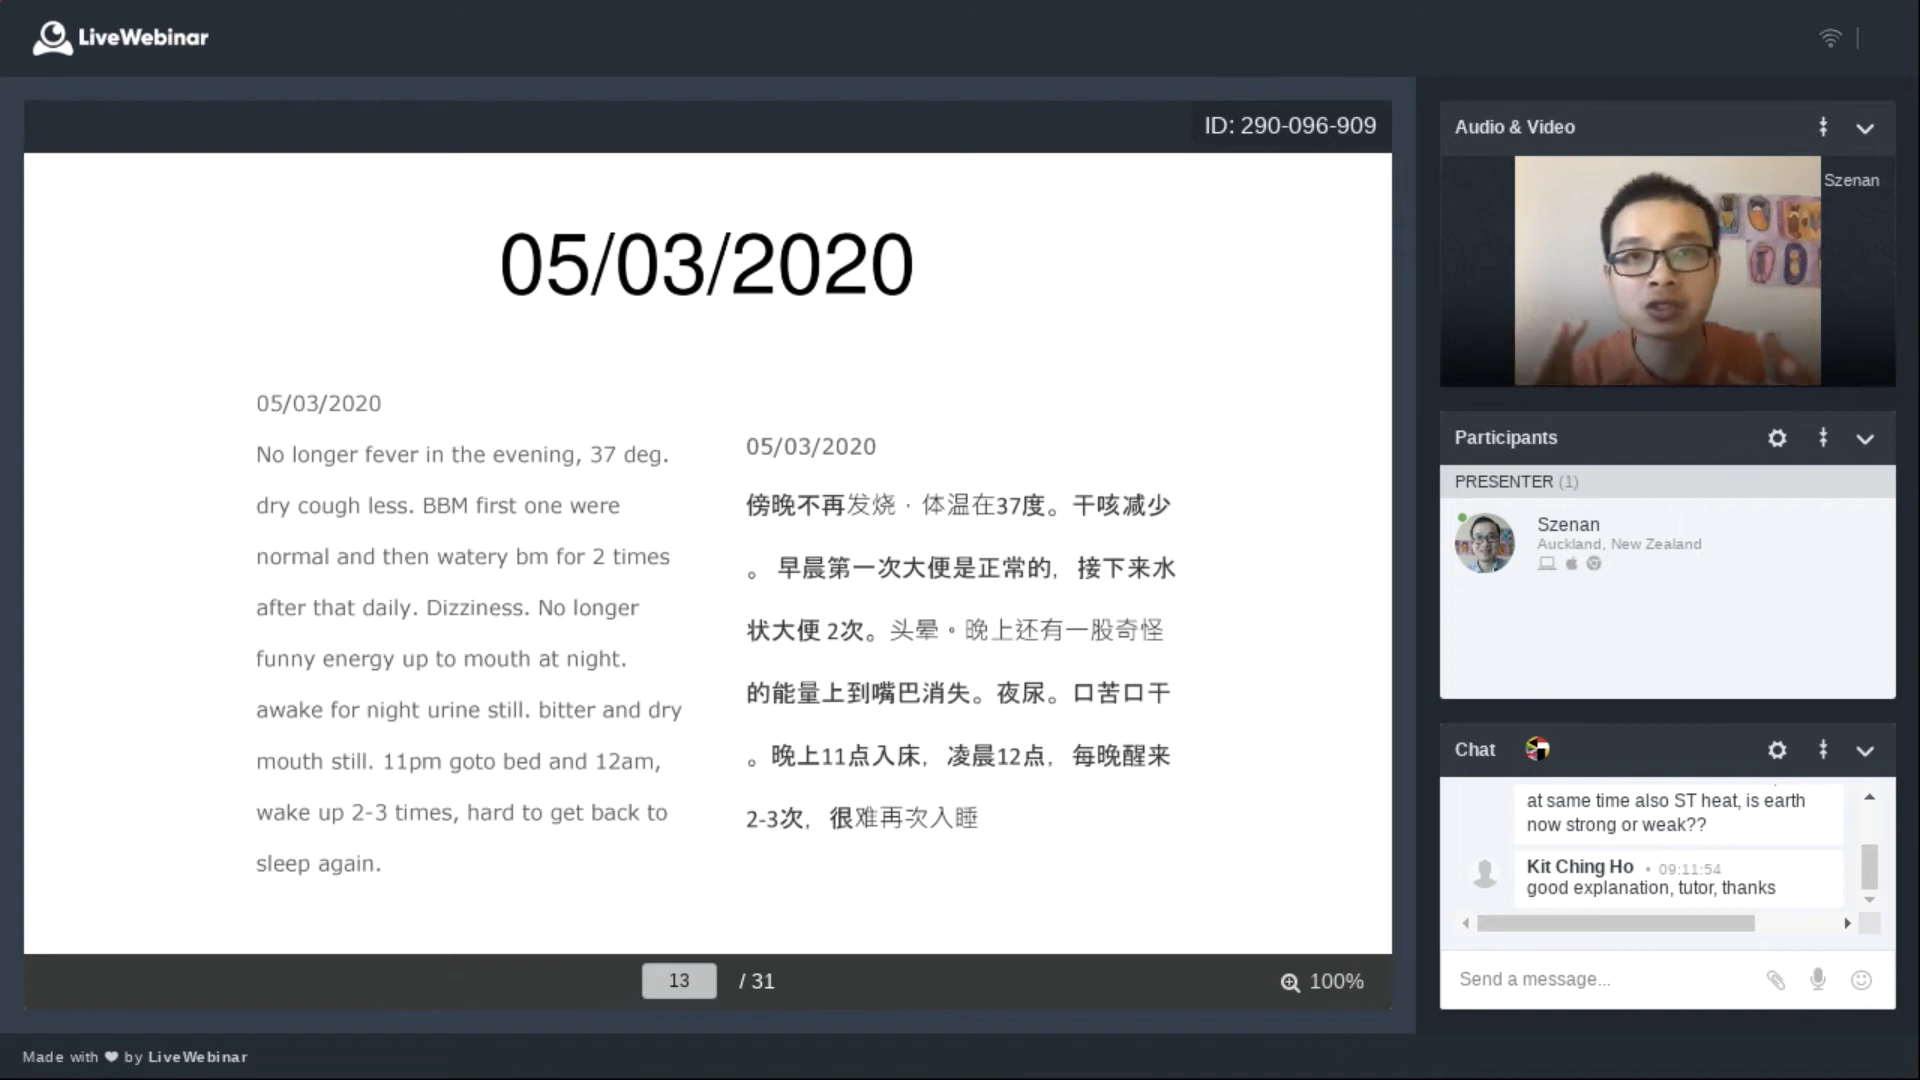 LiveWebinar
ID: 290-096-909
05/03/2020
05/03/2020
No longer fever in the evening, 37 deg.
dry cough less. BBM first one were
normal and then watery bm for 2 times
after that daily. Dizziness. No longer
funny energy up to mouth at night.
awake for night urine still. bitter and dry
mouth still. 11pm goto bed and 12am,
wake up 2-3 times, hard to get back to
sleep again.
05/03/2020
傍晚不再发烧，体温在37度。干咳减少
。 早晨第一次大便是正常的，接下来水
状大便 2次。头晕。晚上还有一股奇怪
的能量上到嘴巴消失。夜尿。口苦口干
。晚上11点入床，凌晨12点，每晚醒来
2-3次，很难再次入睡
13 / 31
100%
Audio & Video
Szenan
Participants
PRESENTER (1)
Szenan
Auckland, New Zealand
Chat
at same time also ST heat, is earth
now strong or weak??
Kit Ching Ho • 09:11:54
good explanation, tutor, thanks
Send a message...
Made with ❤ by LiveWebinar